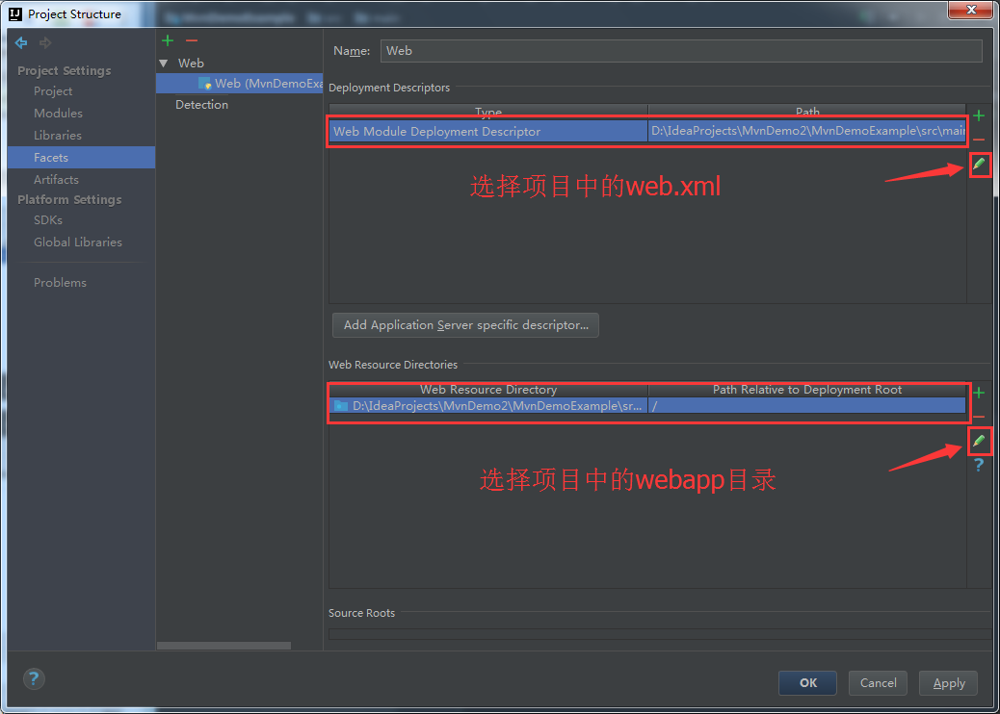 Project Structure
Project Settings
Project
Modules
Libraries
Facets
Artifacts
Platform Settings
SDKs
Global Libraries
Problems
Web
Web (MvnDemoExa
Detection
Name: Web
Deployment Descriptors
Type Path
Web Module Deployment Descriptor D:\IdeaProjects\MvnDemo2\MvnDemoExample\src\main
选择项目中的web.xml
Add Application Server specific descriptor...
Web Resource Directories
Web Resource Directory Path Relative to Deployment Root
D:\IdeaProjects\MvnDemo2\MvnDemoExample\sr... /
选择项目中的webapp目录
Source Roots
OK Cancel Apply